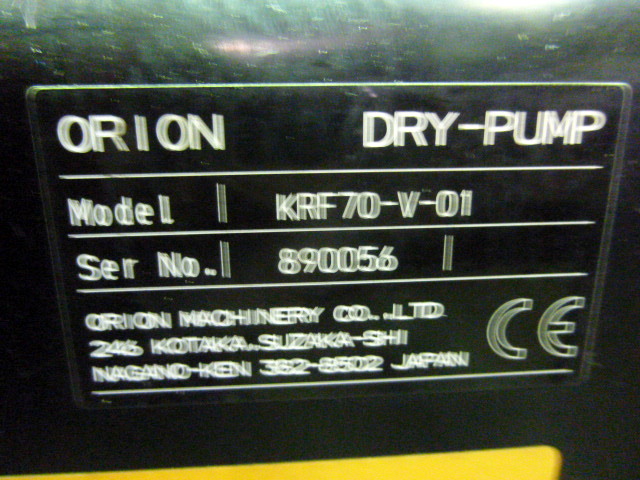 ORION DRY-PUMP
Model KRF70-V-01
Ser No. 890056
ORION MACHINERY CO.,LTD.
246 KOTAKA.,SUZAKA-SHI
NAGANO-KEN 382-8502 JAPAN
CE